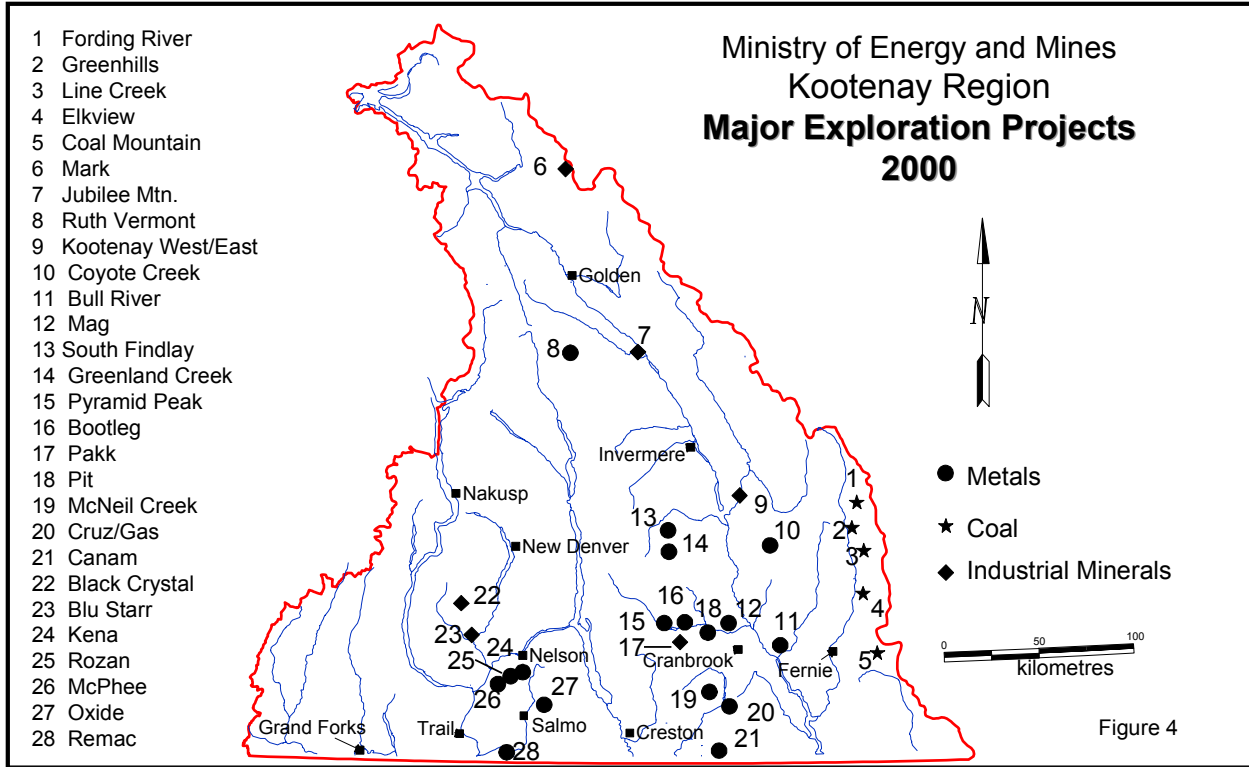 1 Fording River
2 Greenhills
3 Line Creek
4 Elkview
5 Coal Mountain
6 Mark
7 Jubilee Mtn.
8 Ruth Vermont
9 Kootenay West/East
10 Coyote Creek
11 Bull River
12 Mag
13 South Findlay
14 Greenland Creek
15 Pyramid Peak
16 Bootleg
17 Pakk
18 Pit
19 McNeil Creek
20 Cruz/Gas
21 Canam
22 Black Crystal
23 Blu Starr
24 Kena
25 Rozan
26 McPhee
27 Oxide
28 Remac
Ministry of Energy and Mines
Kootenay Region
Major Exploration Projects
2000
N
Metals
Coal
Industrial Minerals
0 50 100
kilometres
Figure 4
6
Golden
7
8
Invermere
9
1
Nakusp
13
10
2
New Denver
14
3
22
16
18
12
4
15
11
23
17
Cranbrook
Fernie
5
24
Nelson
25
26
27
19
20
Grand Forks
Trail
Salmo
Creston
28
21